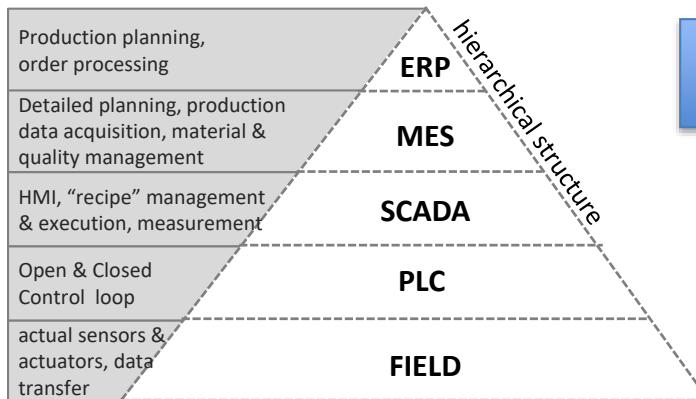 Production planning,
order processing
ERP
Detailed planning, production
data acquisition, material &
quality management
MES
HMI, “recipe” management
& execution, measurement
SCADA
Open & Closed
Control loop
PLC
actual sensors &
actuators, data
transfer
FIELD
hierarchical structure